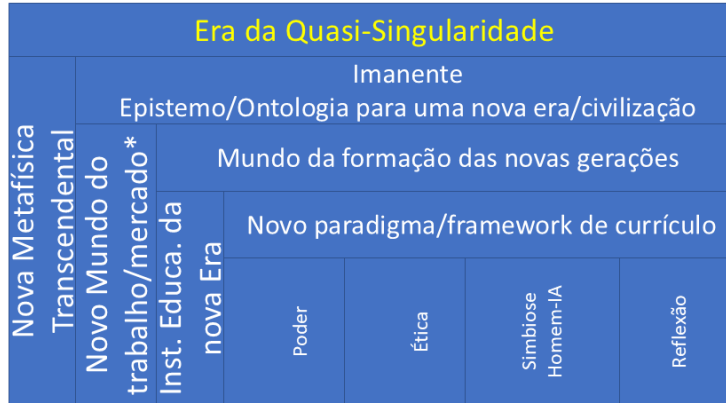 Era da Quasi-Singularidade
Nova Metafísica
Transcendental
Imanente
Epistemo/Ontologia para uma nova era/civilização
Novo Mundo do
trabalho/mercado*
Mundo da formação das novas gerações
Inst. Educa. da
nova Era
Novo paradigma/framework de currículo
Poder
Ética
Simbiose
Homem-IA
Reflexão